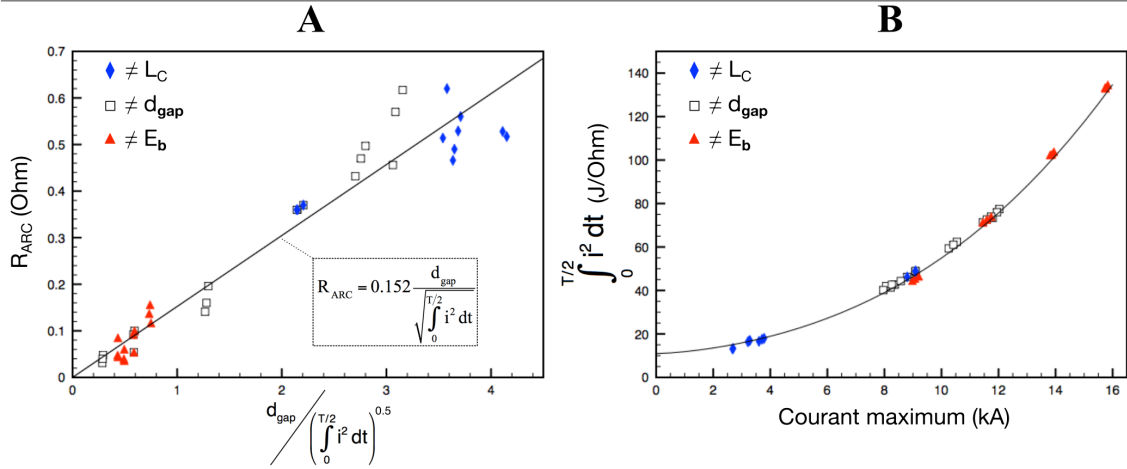 A
B
0.7
0.6
0.5
0.4
0.3
0.2
0.1
0
R_ARC (Ohm)
≠ L_C
≠ d_gap
≠ E_b
R_ARC = 0.152 d_gap / √(∫_0^{T/2} i² dt)
0 1 2 3 4
d_gap / (∫_0^{T/2} i² dt)^0.5
140
120
100
80
60
40
20
0
∫_0^{T/2} i² dt (J/Ohm)
≠ L_C
≠ d_gap
≠ E_b
0 2 4 6 8 10 12 14 16
Courant maximum (kA)